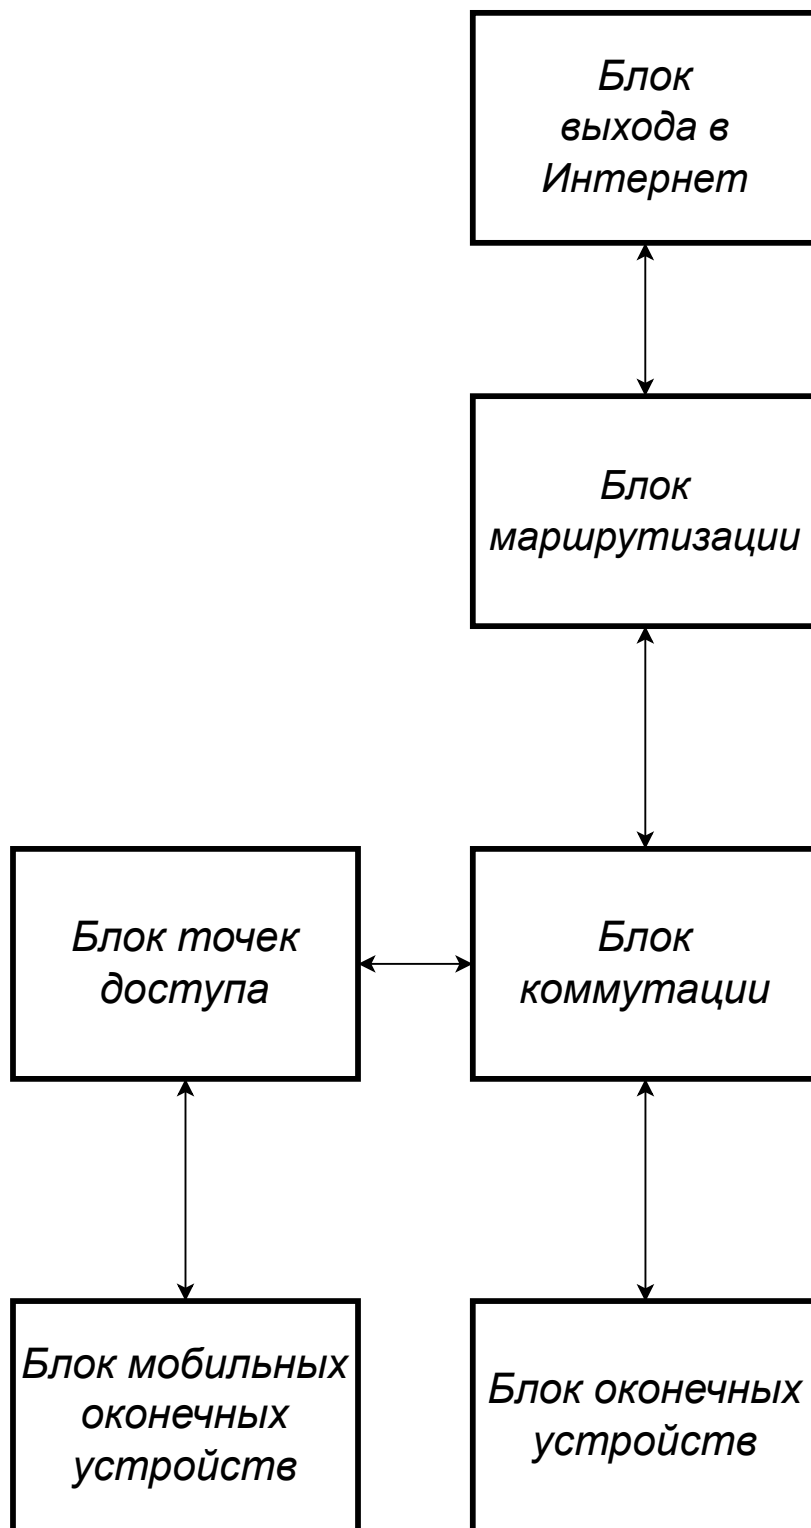 Блок
выхода в
Интернет
Блок
маршрутизации
Блок точек
доступа
Блок
коммутации
Блок мобильных
оконечных
устройств
Блок оконечных
устройств